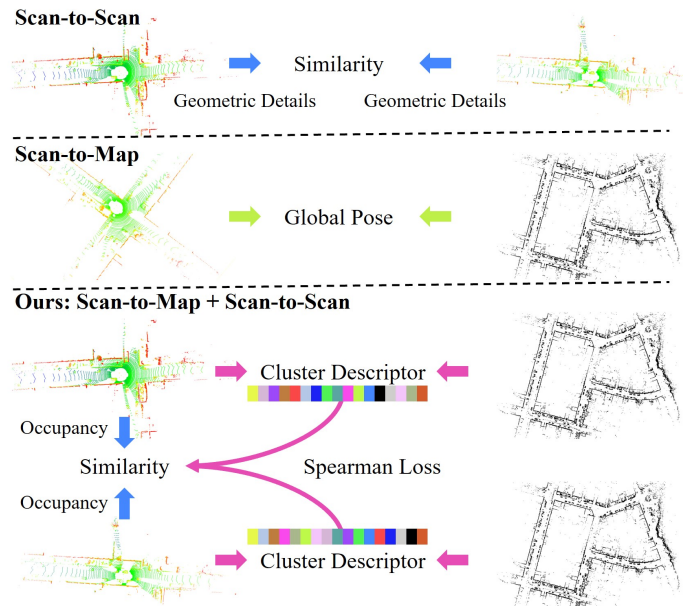 Scan-to-Scan
Similarity
Geometric Details
Geometric Details
Scan-to-Map
Global Pose
Ours: Scan-to-Map + Scan-to-Scan
Cluster Descriptor
Occupancy
Similarity
Spearman Loss
Occupancy
Cluster Descriptor